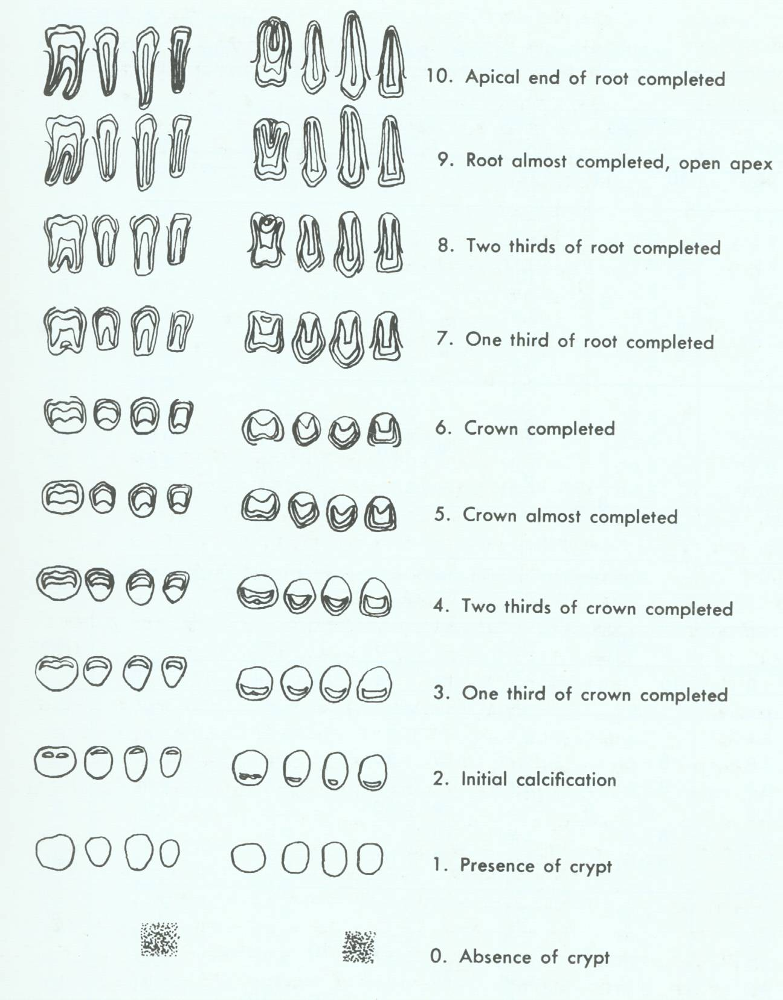 10. Apical end of root completed
9. Root almost completed, open apex
8. Two thirds of root completed
7. One third of root completed
6. Crown completed
5. Crown almost completed
4. Two thirds of crown completed
3. One third of crown completed
2. Initial calcification
1. Presence of crypt
0. Absence of crypt